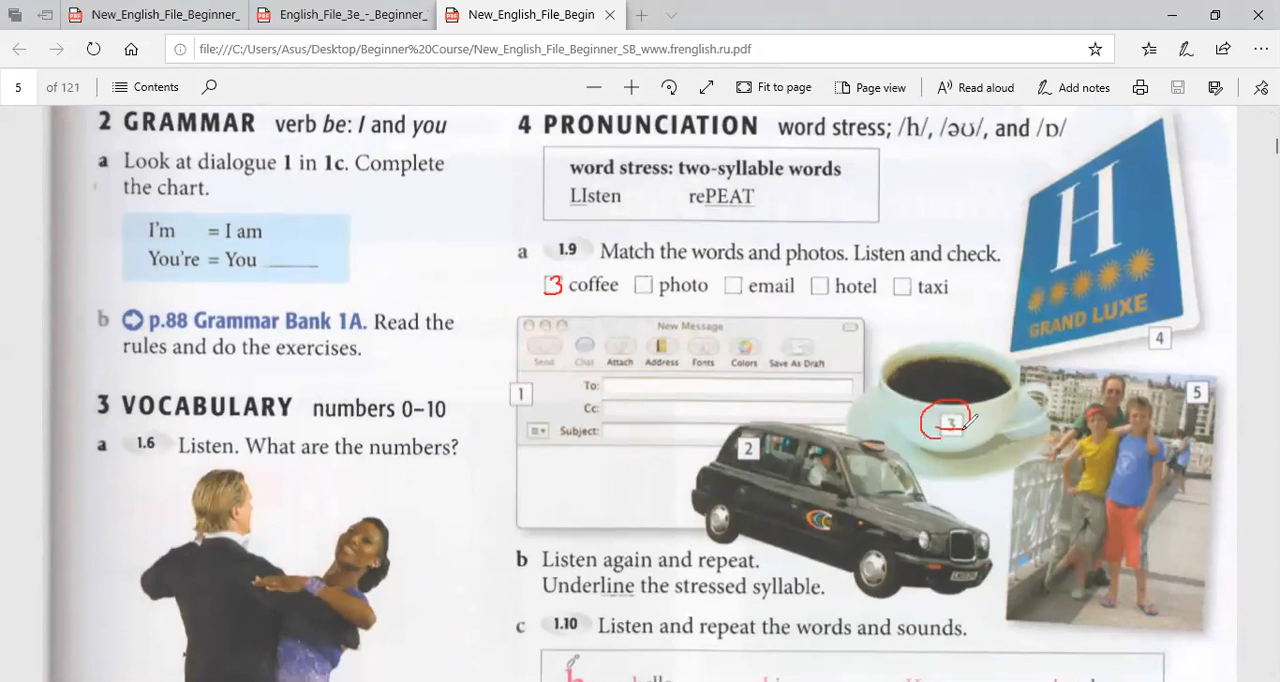 New_English_File_Beginner_
English_File_3e_-_Beginner_
New_English_File_Begin
file:///C:/Users/Asus/Desktop/Beginner%20Course/New_English_File_Beginner_SB_www.frenglish.ru.pdf
5 of 121 Contents Fit to page Page view Read aloud Add notes
2 GRAMMAR verb be: I and you
a Look at dialogue 1 in 1c. Complete
the chart.
I'm = I am
You're = You ______
b p.88 Grammar Bank 1A. Read the
rules and do the exercises.
3 VOCABULARY numbers 0–10
a 1.6 Listen. What are the numbers?
4 PRONUNCIATION word stress; /h/, /əʊ/, and /ɒ/
word stress: two-syllable words
LIsten rePEAT
a 1.9 Match the words and photos. Listen and check.
3 coffee photo email hotel taxi
New Message
Send Chat Attach Address Fonts Colors Save As Draft
To:
Cc:
Subject:
1
2
3
H
GRAND LUXE
4
5
b Listen again and repeat.
Underline the stressed syllable.
c 1.10 Listen and repeat the words and sounds.